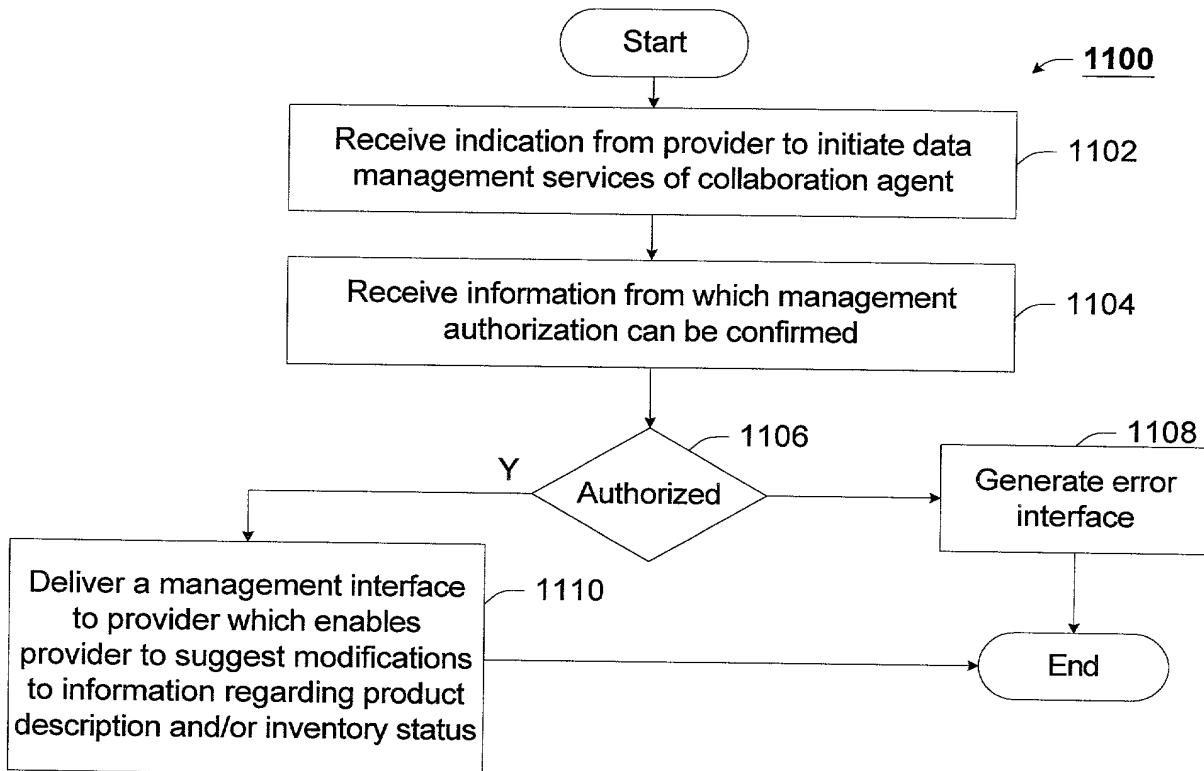 Start
1100
Receive indication from provider to initiate data
management services of collaboration agent
1102
Receive information from which management
authorization can be confirmed
1104
1106
1108
Y
Authorized
Generate error
interface
Deliver a management interface
to provider which enables
provider to suggest modifications
to information regarding product
description and/or inventory status
1110
End